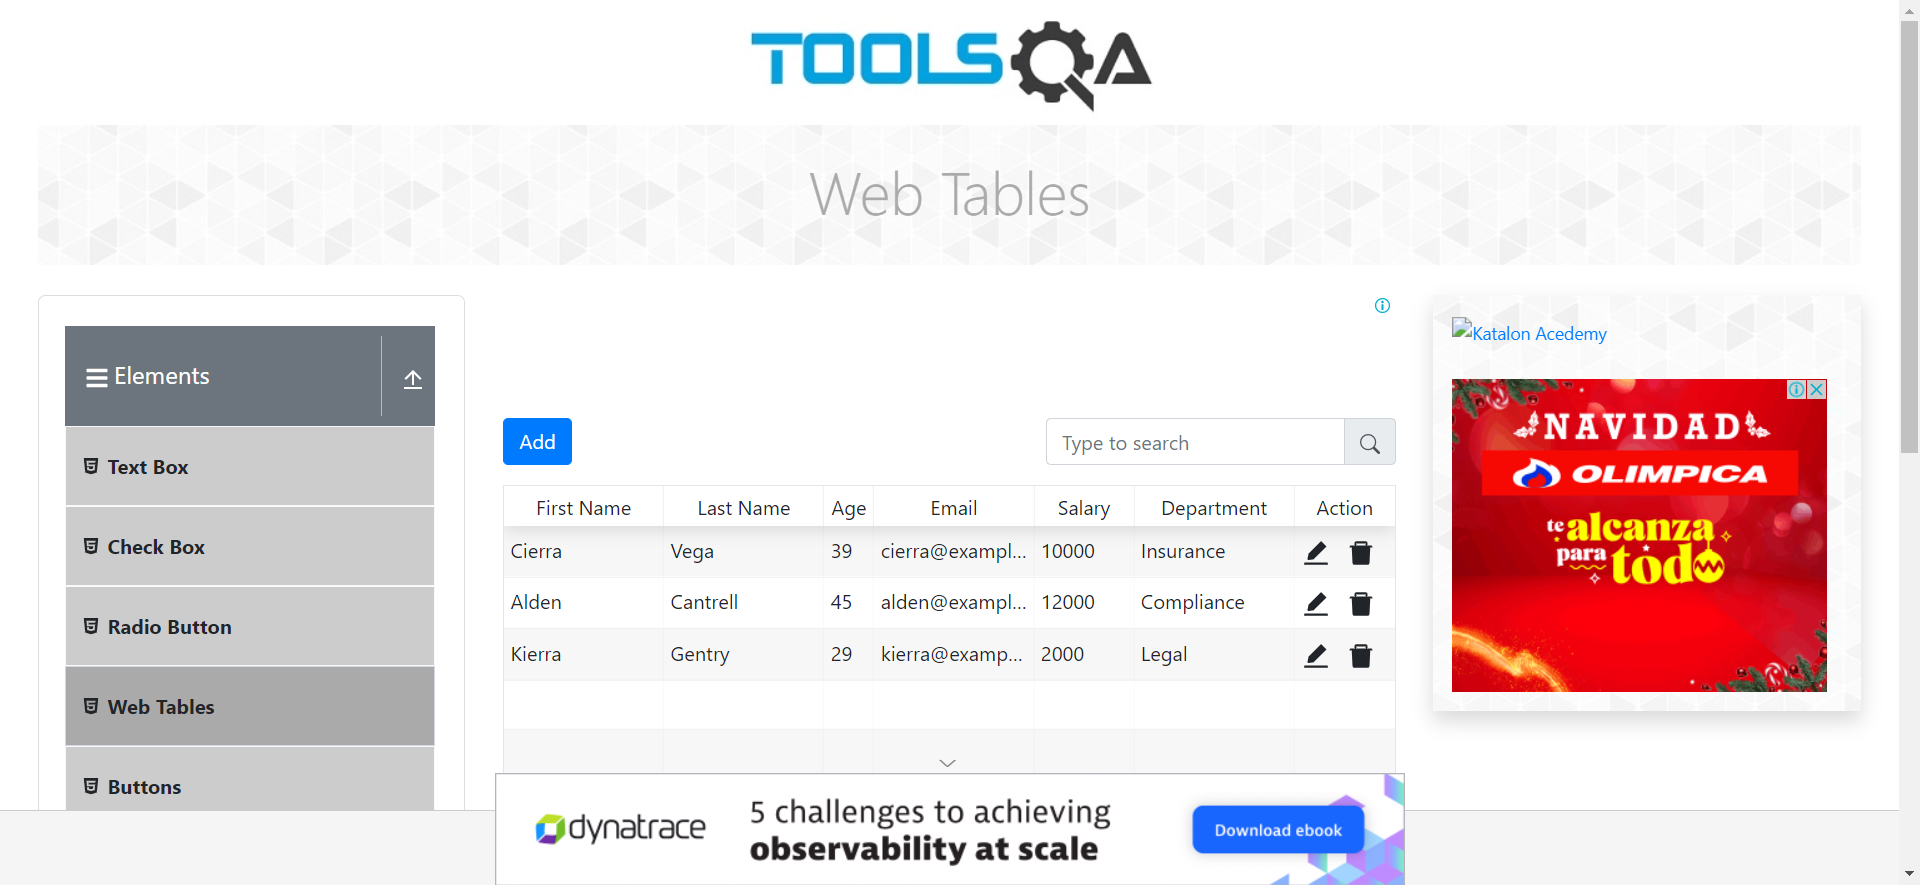 TOOLSQA
Web Tables
Elements
Text Box
Check Box
Radio Button
Web Tables
Buttons
Add
Type to search
First Name Last Name Age Email Salary Department Action
Cierra Vega 39 cierra@exampl... 10000 Insurance
Alden Cantrell 45 alden@exampl... 12000 Compliance
Kierra Gentry 29 kierra@examp... 2000 Legal
Katalon Acedemy
NAVIDAD
OLIMPICA
te alcanza
para todo
dynatrace
5 challenges to achieving
observability at scale
Download ebook